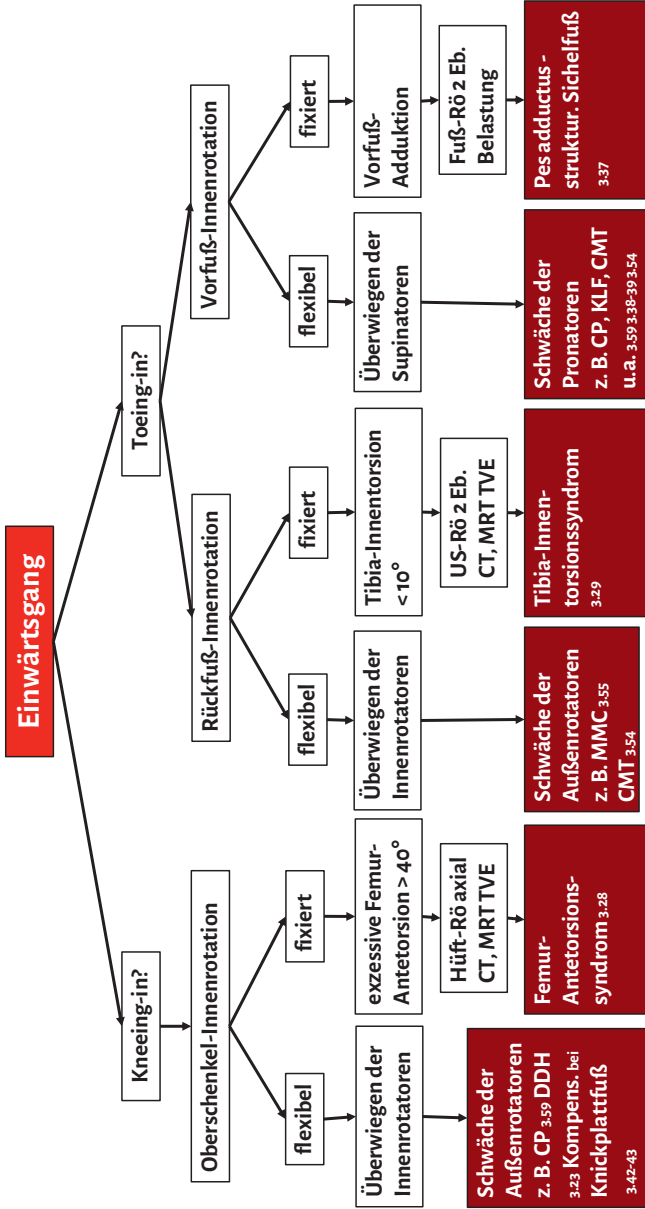 Einwärtsgang
Kneeing-in?
Toeing-in?
Oberschenkel-Innenrotation
Rückfuß-Innenrotation
Vorfuß-Innenrotation
flexibel
fixiert
flexibel
fixiert
flexibel
fixiert
Überwiegen der
Innenrotatoren
exzessive Femur-
Antetorsion > 40°
Überwiegen der
Innenrotatoren
Tibia-Innentorsion
< 10°
Überwiegen der
Supinatoren
Vorfuß-
Adduktion
Hüft-Rö axial
CT, MRT TVE
US-Rö 2 Eb.
CT, MRT TVE
Fuß-Rö 2 Eb.
Belastung
Schwäche der
Außenrotatoren
z. B. CP 3.59 DDH
3.23 Kompens. bei
Knickplattfuß
3.42-43
Femur-
Antetorsions-
syndrom 3.28
Schwäche der
Außenrotatoren
z. B. MMC 3.55
CMT 3.54
Tibia-Innen-
torsionssyndrom
3.29
Schwäche der
Pronatoren
z. B. CP, KLF, CMT
u.a. 3.59 3.38-39 3.54
Pes adductus -
struktur. Sichelfuß
3.37